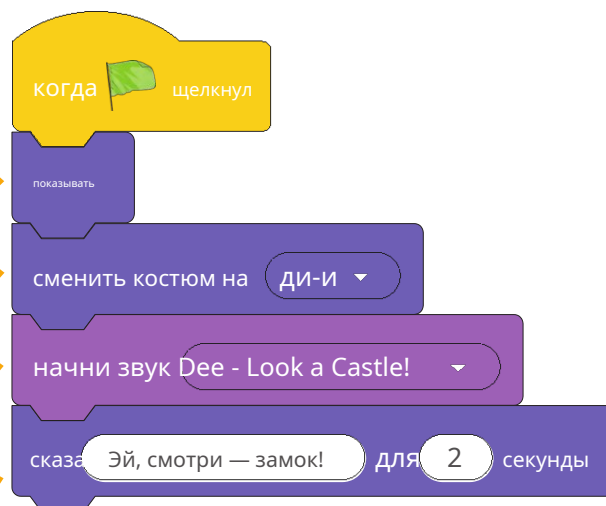 когда щелкнул
показывать
сменить костюм на ди-и
начни звук Dee - Look a Castle!
сказа Эй, смотри — замок! для 2 секунды